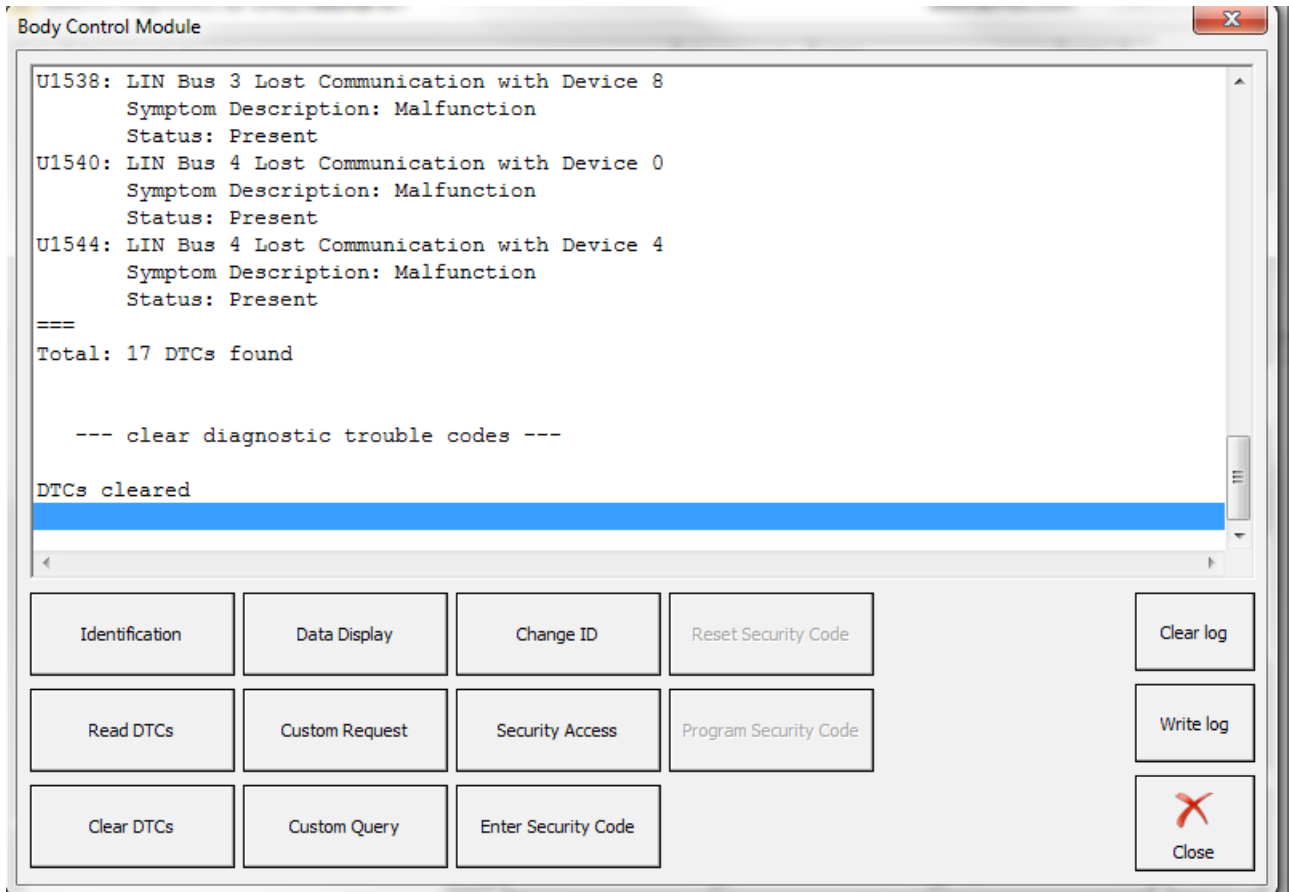 Body Control Module
U1538: LIN Bus 3 Lost Communication with Device 8
Symptom Description: Malfunction
Status: Present
U1540: LIN Bus 4 Lost Communication with Device 0
Symptom Description: Malfunction
Status: Present
U1544: LIN Bus 4 Lost Communication with Device 4
Symptom Description: Malfunction
Status: Present
===
Total: 17 DTCs found
--- clear diagnostic trouble codes ---
DTCs cleared
Identification
Data Display
Change ID
Reset Security Code
Clear log
Read DTCs
Custom Request
Security Access
Program Security Code
Write log
Clear DTCs
Custom Query
Enter Security Code
Close